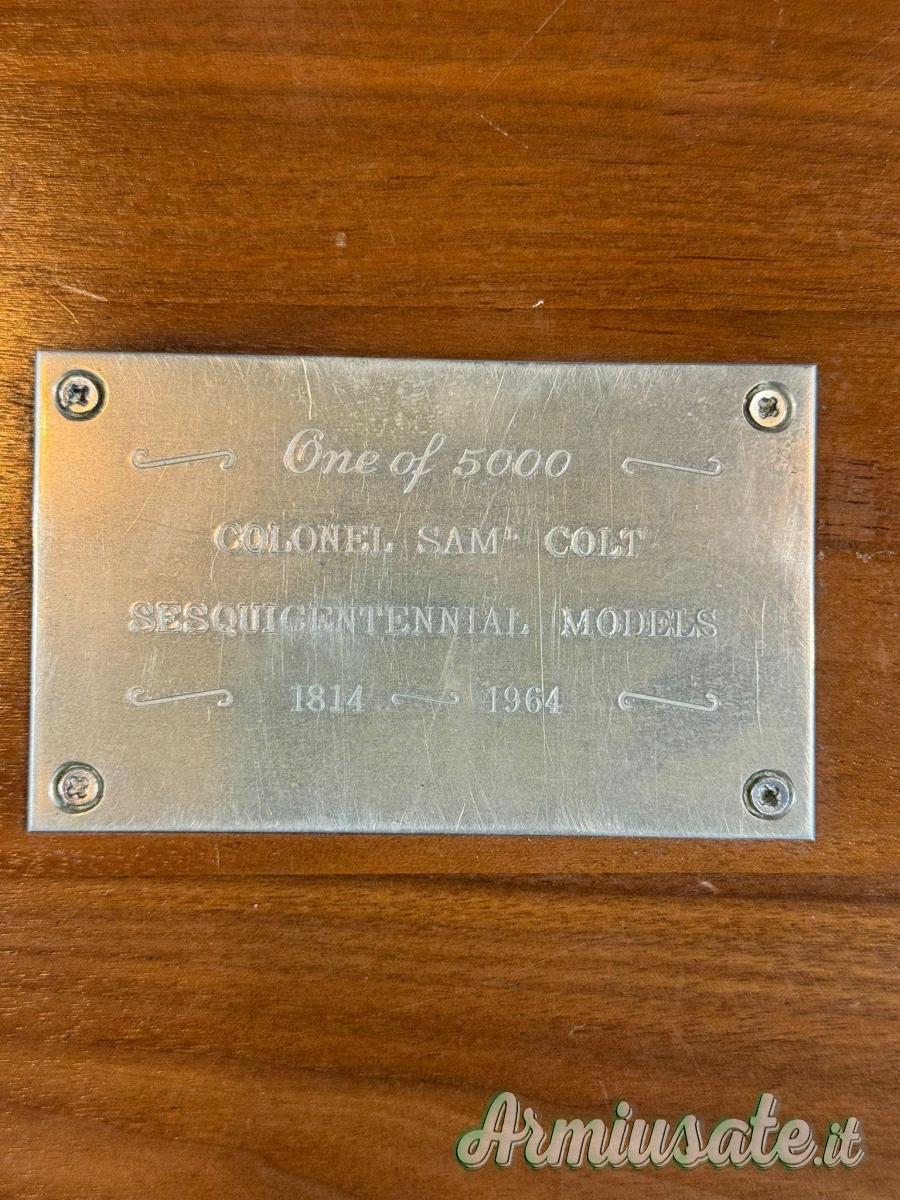 One of 5000
COLONEL SAMᴸ COLT
SESQUICENTENNIAL MODELS
1814 1964
Armiusate.it